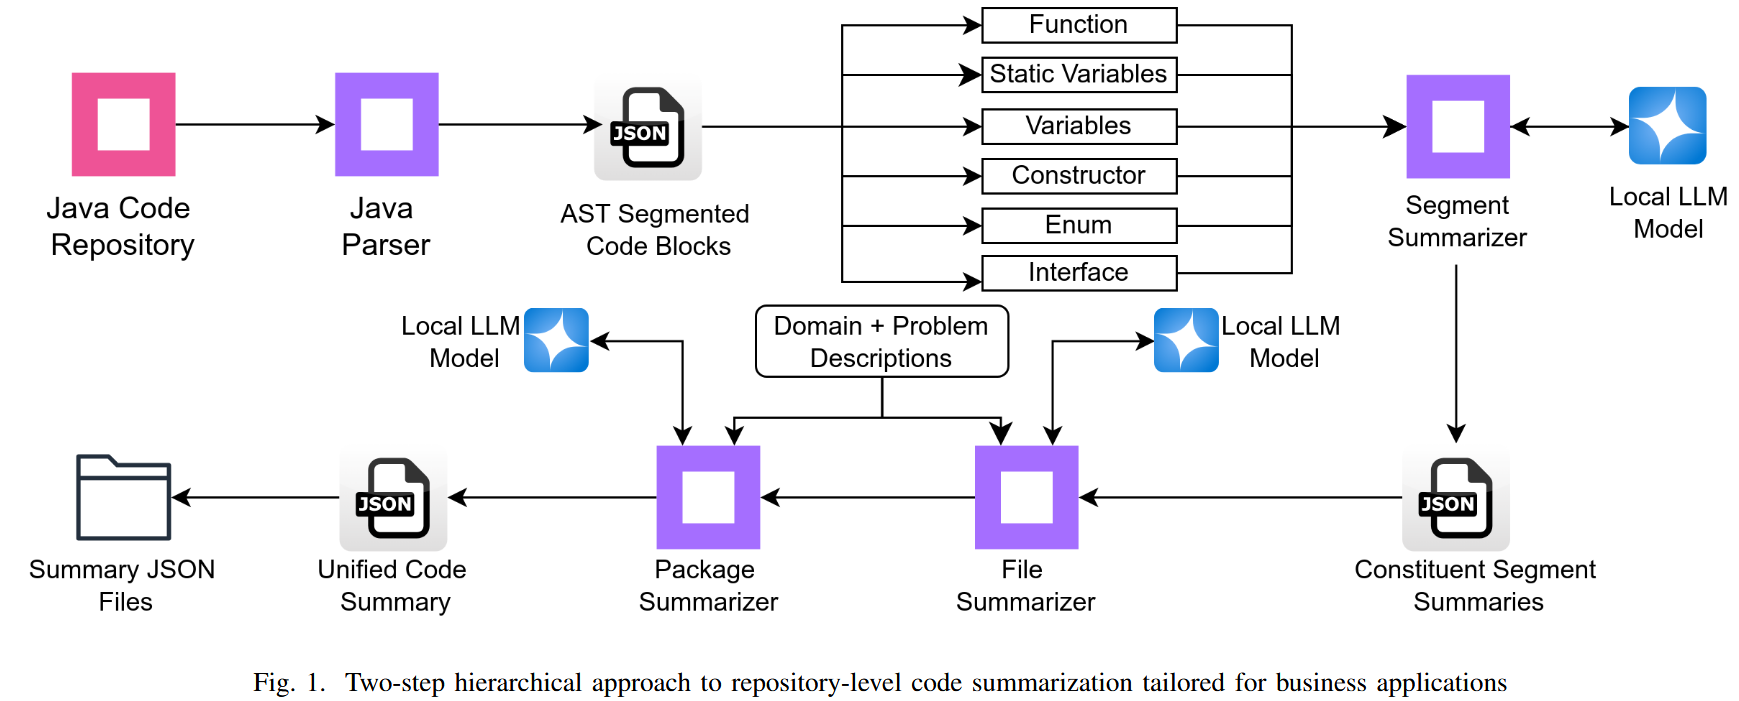 Function
Static Variables
Variables
Constructor
Enum
Interface
Java Code
Repository
Java
Parser
JSON
AST Segmented
Code Blocks
Segment
Summarizer
Local LLM
Model
Local LLM
Model
Domain + Problem
Descriptions
Local LLM
Model
JSON
JSON
Summary JSON
Files
Unified Code
Summary
Package
Summarizer
File
Summarizer
Constituent Segment
Summaries
Fig. 1. Two-step hierarchical approach to repository-level code summarization tailored for business applications